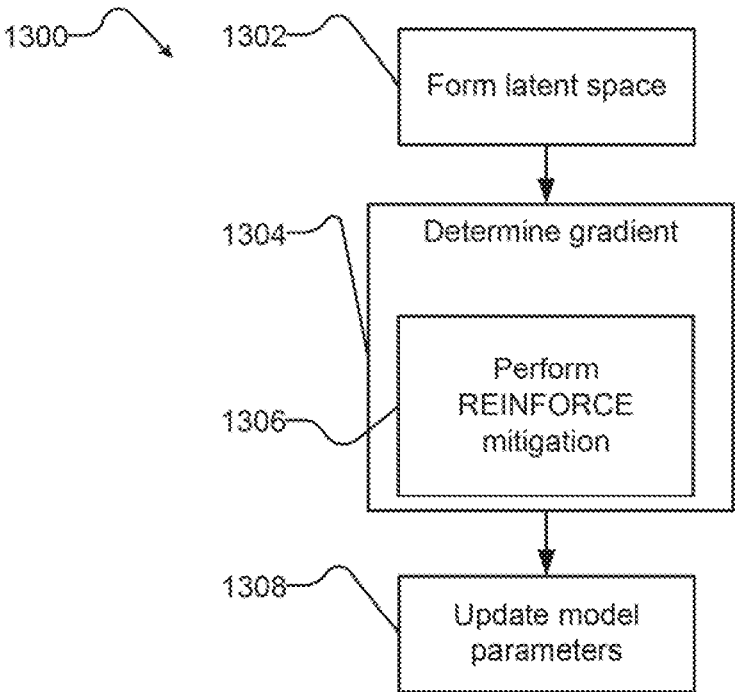 1300
1302
Form latent space
1304
Determine gradient
1306
Perform
REINFORCE
mitigation
1308
Update model
parameters